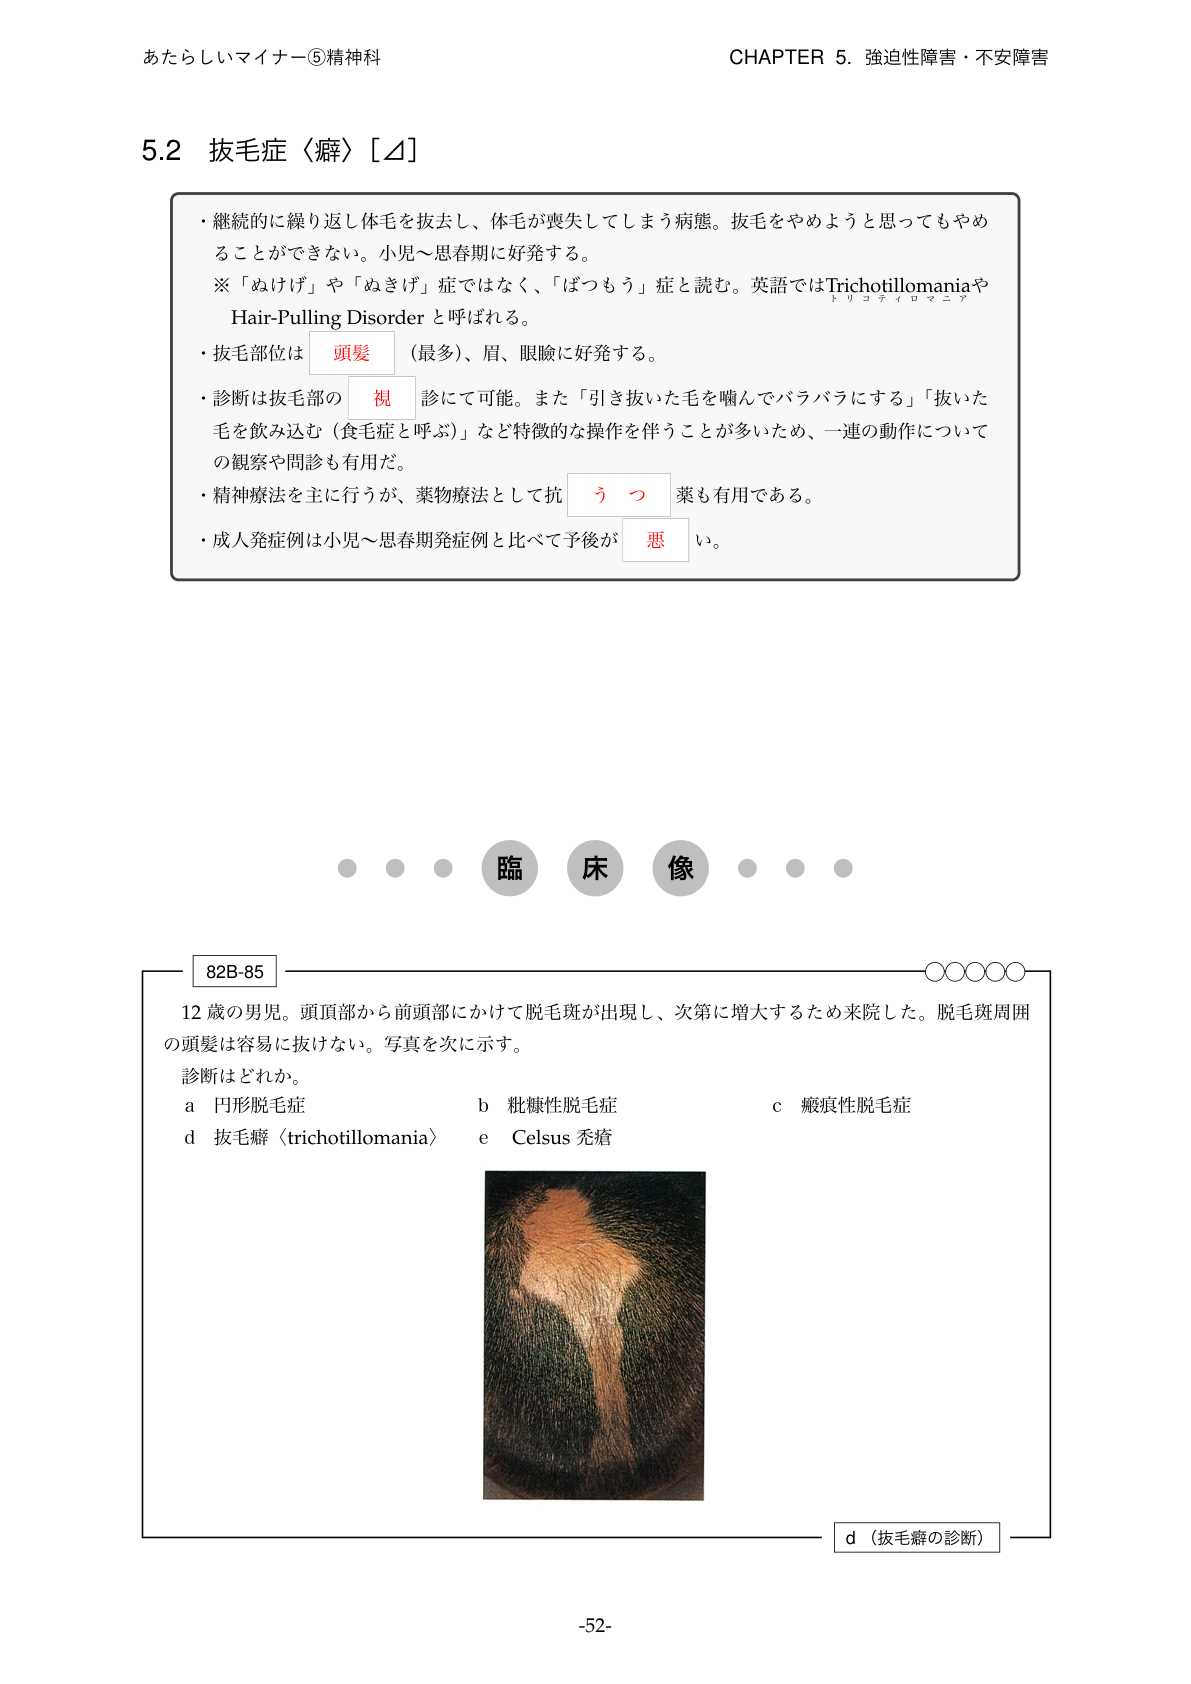 あたらしいマイナー⑤精神科
CHAPTER 5. 強迫性障害・不安障害
5.2 抜毛症〈癖〉[⊿]
・継続的に繰り返し体毛を抜去し、体毛が喪失してしまう病態。抜毛をやめようと思ってもやめ
ることができない。小児〜思春期に好発する。
※「ぬけげ」や「ぬきげ」症ではなく、「ばつもう」症と読む。英語ではTrichotillomaniaや
トリコティロマニア
Hair-Pulling Disorder と呼ばれる。
・抜毛部位は 頭髪 （最多）、眉、眼瞼に好発する。
・診断は抜毛部の 視 診にて可能。また「引き抜いた毛を噛んでバラバラにする」「抜いた
毛を飲み込む（食毛症と呼ぶ）」など特徴的な操作を伴うことが多いため、一連の動作について
の観察や問診も有用だ。
・精神療法を主に行うが、薬物療法として抗 うつ 薬も有用である。
・成人発症例は小児〜思春期発症例と比べて予後が 悪 い。
臨床像
82B-85
12 歳の男児。頭頂部から前頭部にかけて脱毛斑が出現し、次第に増大するため来院した。脱毛斑周囲
の頭髪は容易に抜けない。写真を次に示す。
診断はどれか。
a 円形脱毛症 b 粃糠性脱毛症 c 瘢痕性脱毛症
d 抜毛癖〈trichotillomania〉 e Celsus 禿瘡
d （抜毛癖の診断）
-52-